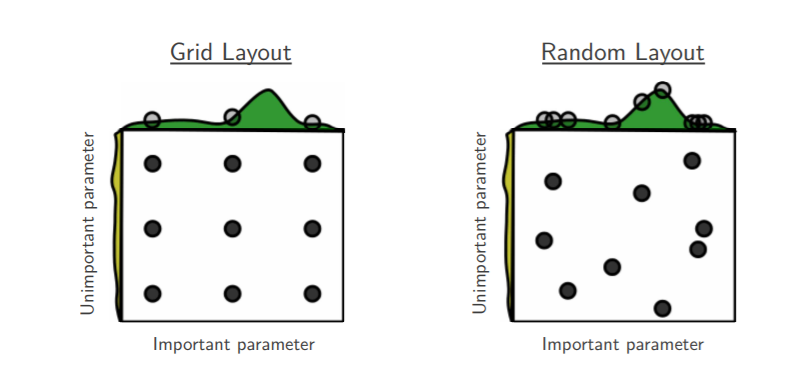 Grid Layout
Unimportant parameter
Important parameter
Random Layout
Unimportant parameter
Important parameter